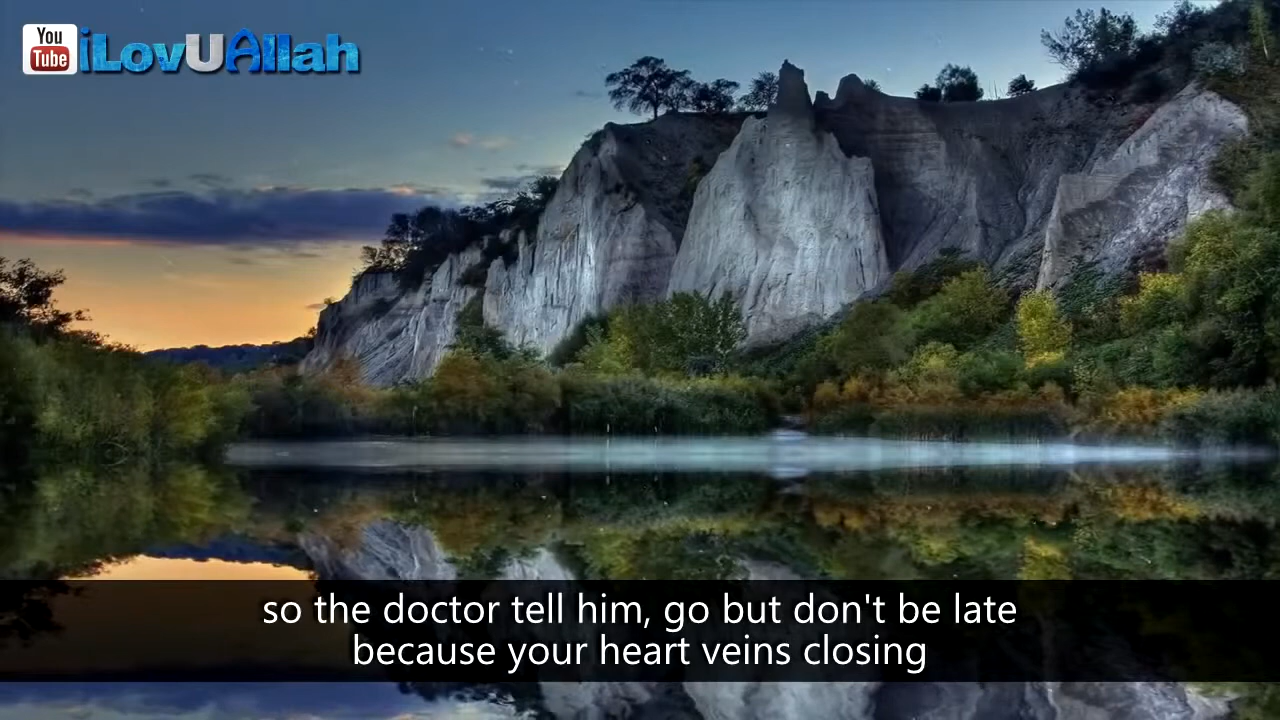 You
Tube
iLovUAllah
so the doctor tell him, go but don't be late
because your heart veins closing